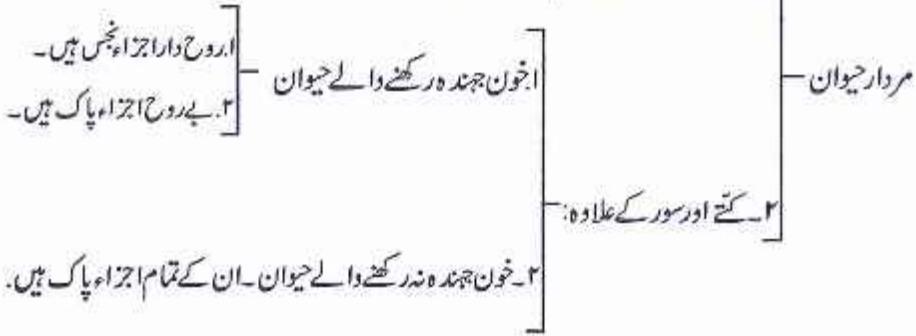 مردار حیوان
۲۔ کتّے اور سور کے علاوہ:
۱.خون جہندہ رکھنے والے حیوان
۱.روح دار اجزاء نجس ہیں۔
۲.بے روح اجزاء پاک ہیں۔
۲۔ خون جہندہ نہ رکھنے والے حیوان۔ان کے تمام اجزاء پاک ہیں.